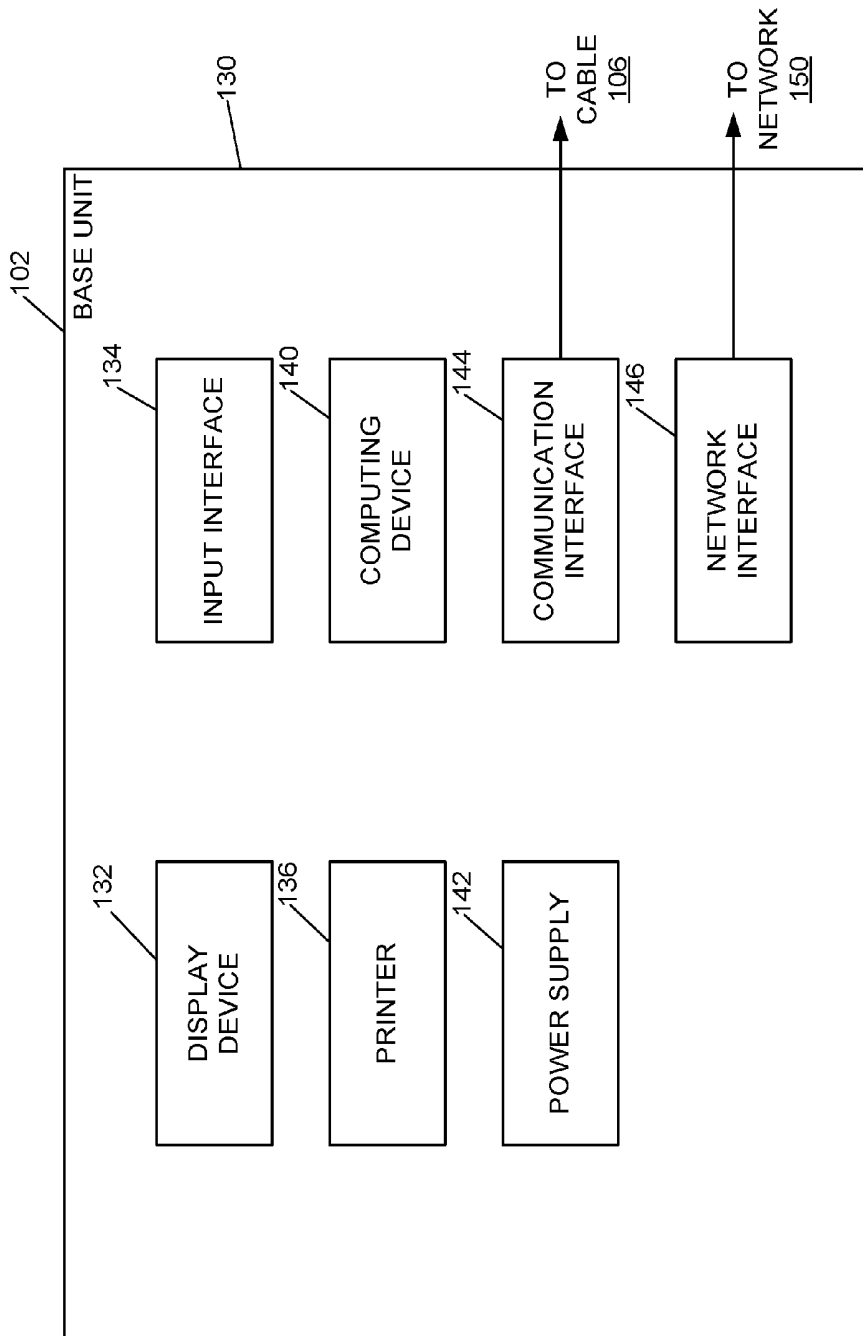 102
BASE UNIT
130
132
DISPLAY
DEVICE
134
INPUT INTERFACE
136
PRINTER
140
COMPUTING
DEVICE
142
POWER SUPPLY
144
COMMUNICATION
INTERFACE
TO
CABLE
106
146
NETWORK
INTERFACE
TO
NETWORK
150